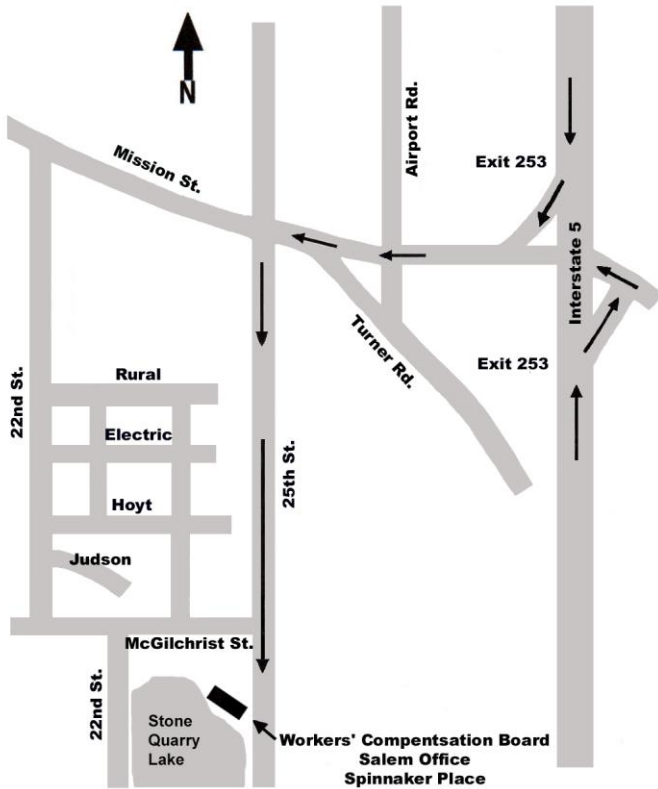 N
Mission St.
Airport Rd.
Exit 253
Interstate 5
Turner Rd.
Exit 253
22nd St.
Rural
Electric
25th St.
Hoyt
Judson
McGilchrist St.
22nd St.
Stone
Quarry
Lake
Workers' Compentsation Board
Salem Office
Spinnaker Place